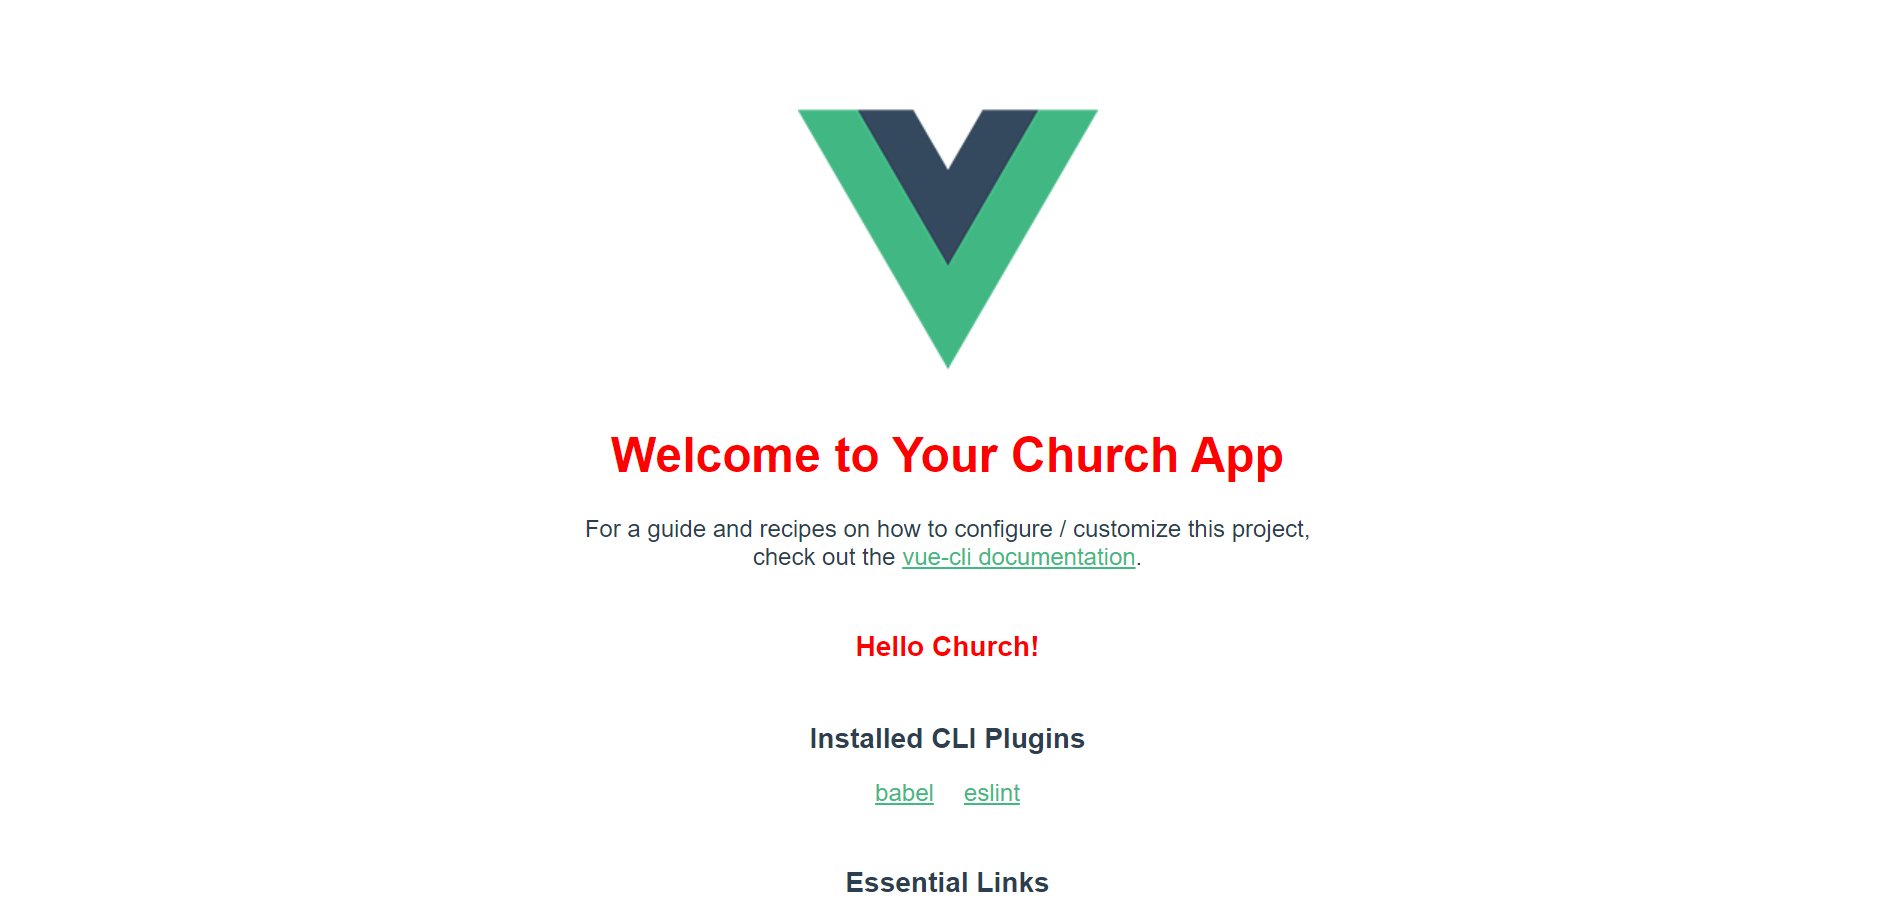 Welcome to Your Church App
For a guide and recipes on how to configure / customize this project,
check out the vue-cli documentation.
Hello Church!
Installed CLI Plugins
babel eslint
Essential Links